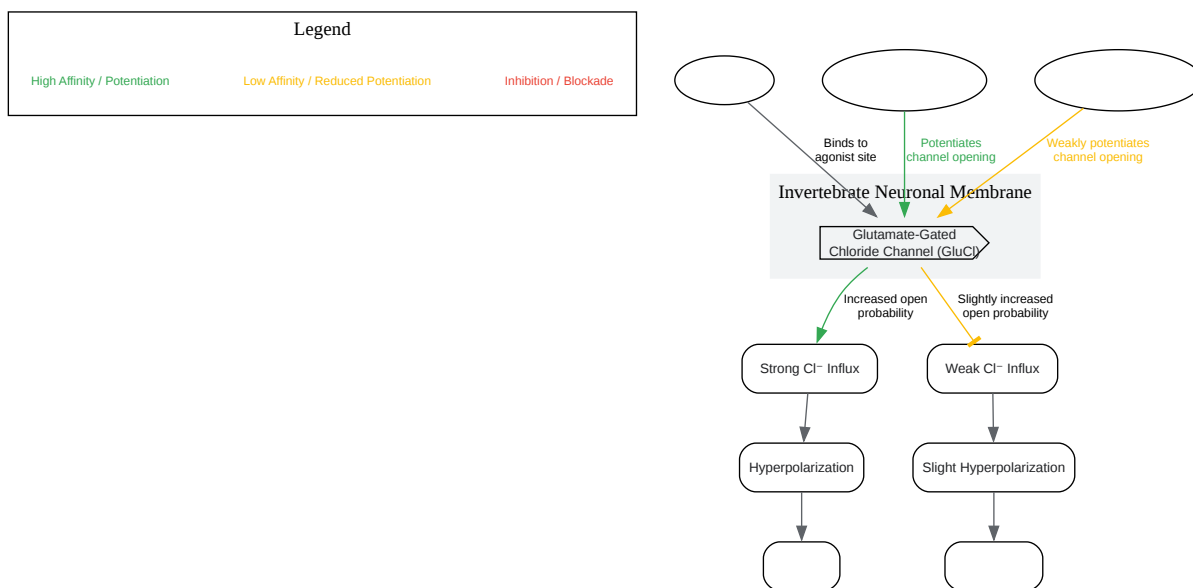 Legend
High Affinity / Potentiation
Low Affinity / Reduced Potentiation
Inhibition / Blockade
Binds to
agonist site
Potentiates
channel opening
Weakly potentiates
channel opening
Invertebrate Neuronal Membrane
Glutamate-Gated
Chloride Channel (GluCl)
Increased open
probability
Slightly increased
open probability
Strong Cl⁻ Influx
Weak Cl⁻ Influx
Hyperpolarization
Slight Hyperpolarization